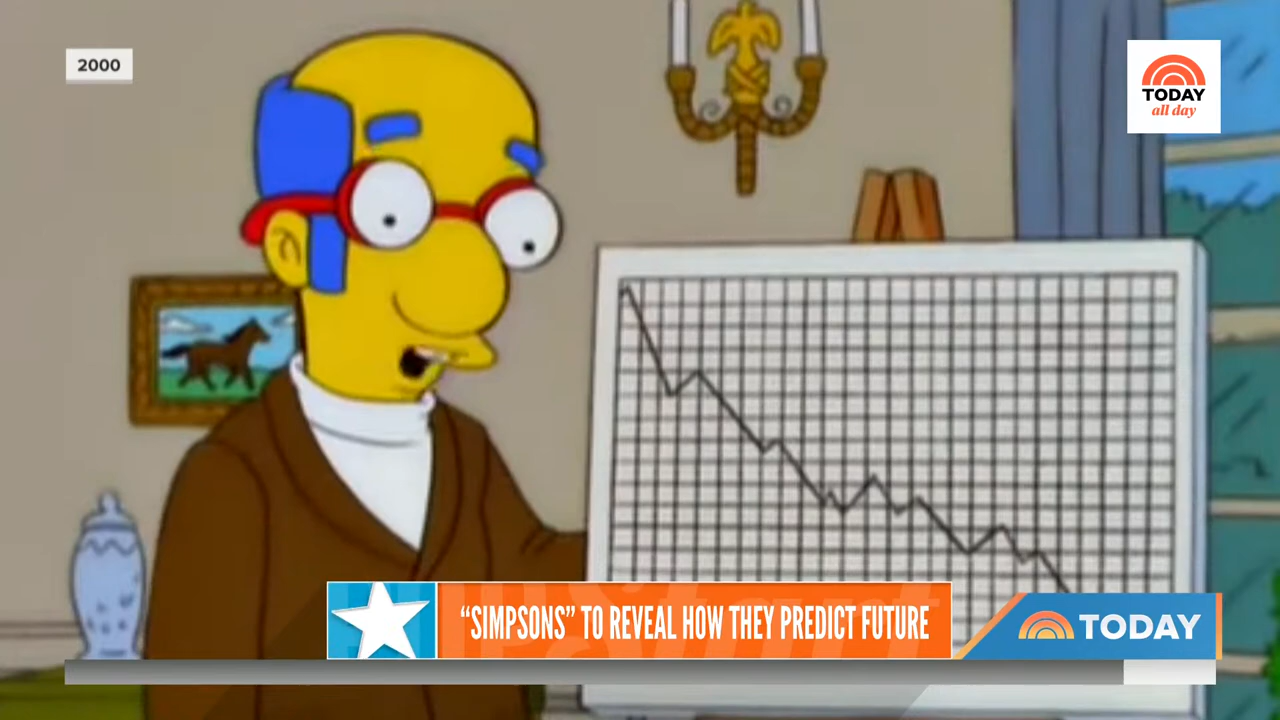 2000
TODAY
all day
“SIMPSONS” TO REVEAL HOW THEY PREDICT FUTURE
TODAY